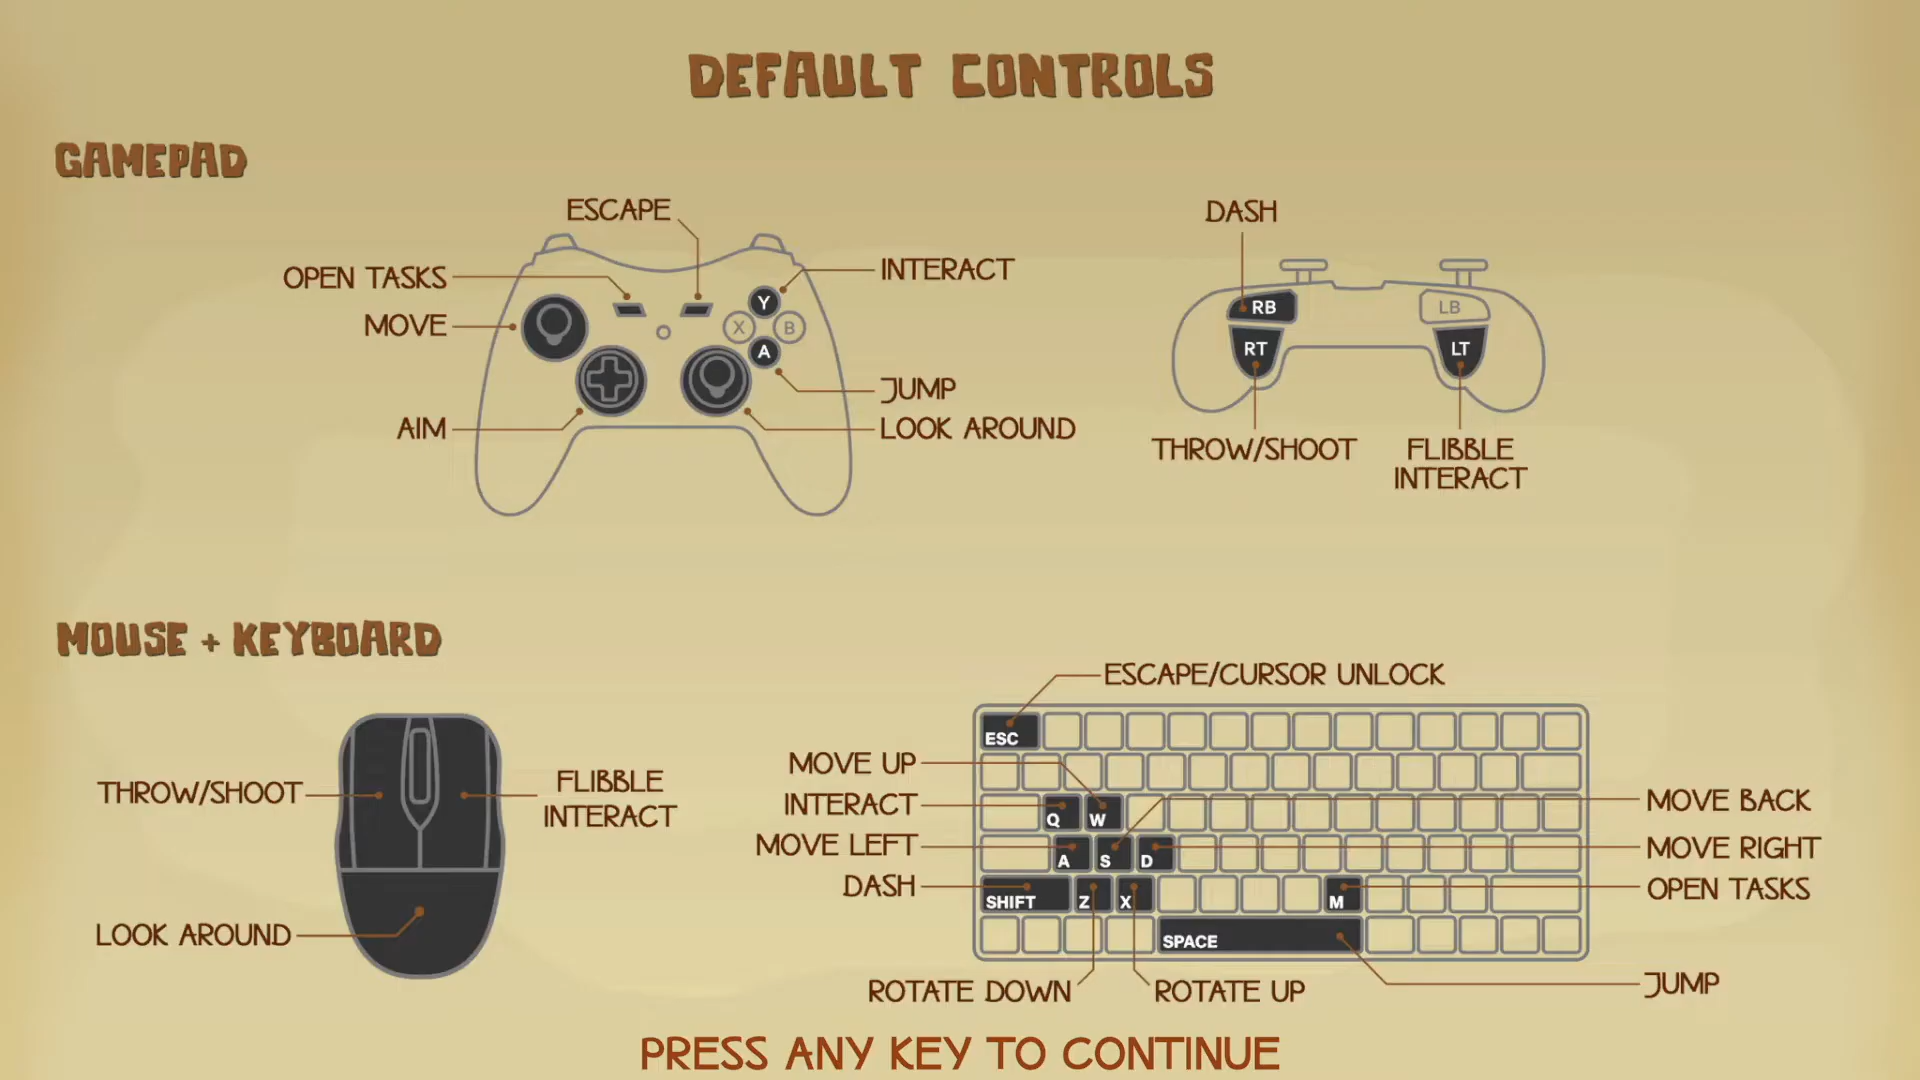 DEFAULT CONTROLS
GAMEPAD
ESCAPE
OPEN TASKS
MOVE
AIM
INTERACT
JUMP
LOOK AROUND
Y
X
B
A
DASH
RB
LB
RT
LT
THROW/SHOOT
FLIBBLE
INTERACT
MOUSE + KEYBOARD
THROW/SHOOT
FLIBBLE
INTERACT
LOOK AROUND
ESCAPE/CURSOR UNLOCK
MOVE UP
INTERACT
MOVE LEFT
DASH
ESC
Q W
A S D
SHIFT Z X M
SPACE
MOVE BACK
MOVE RIGHT
OPEN TASKS
JUMP
ROTATE DOWN
ROTATE UP
PRESS ANY KEY TO CONTINUE